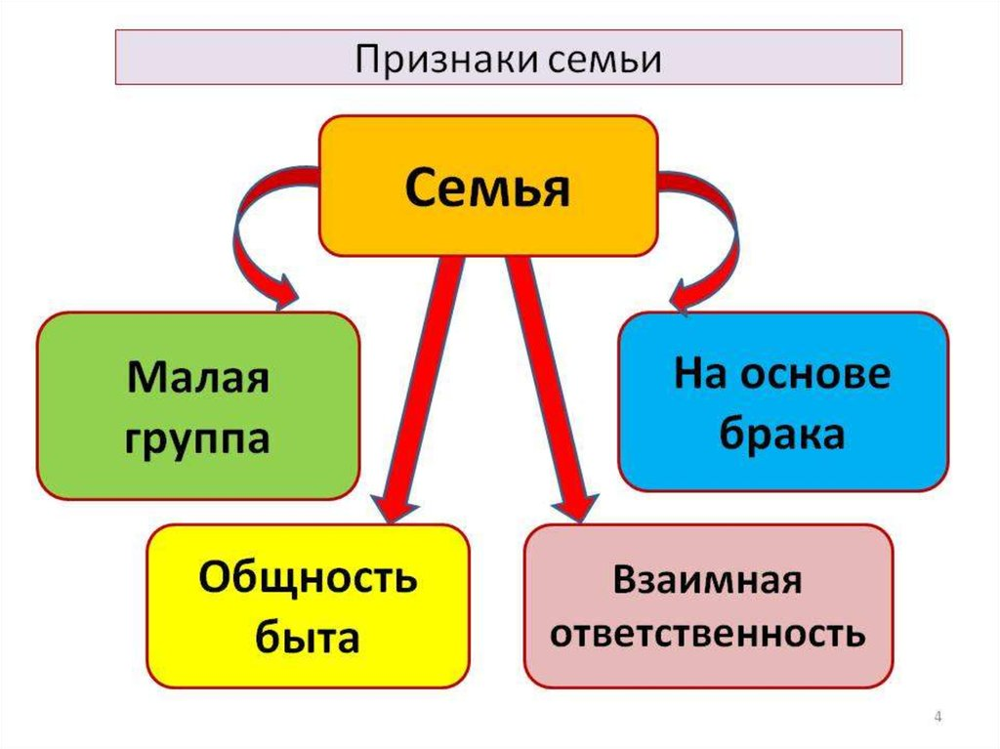 Признаки семьи
Семья
Малая
группа
На основе
брака
Общность
быта
Взаимная
ответственность
4